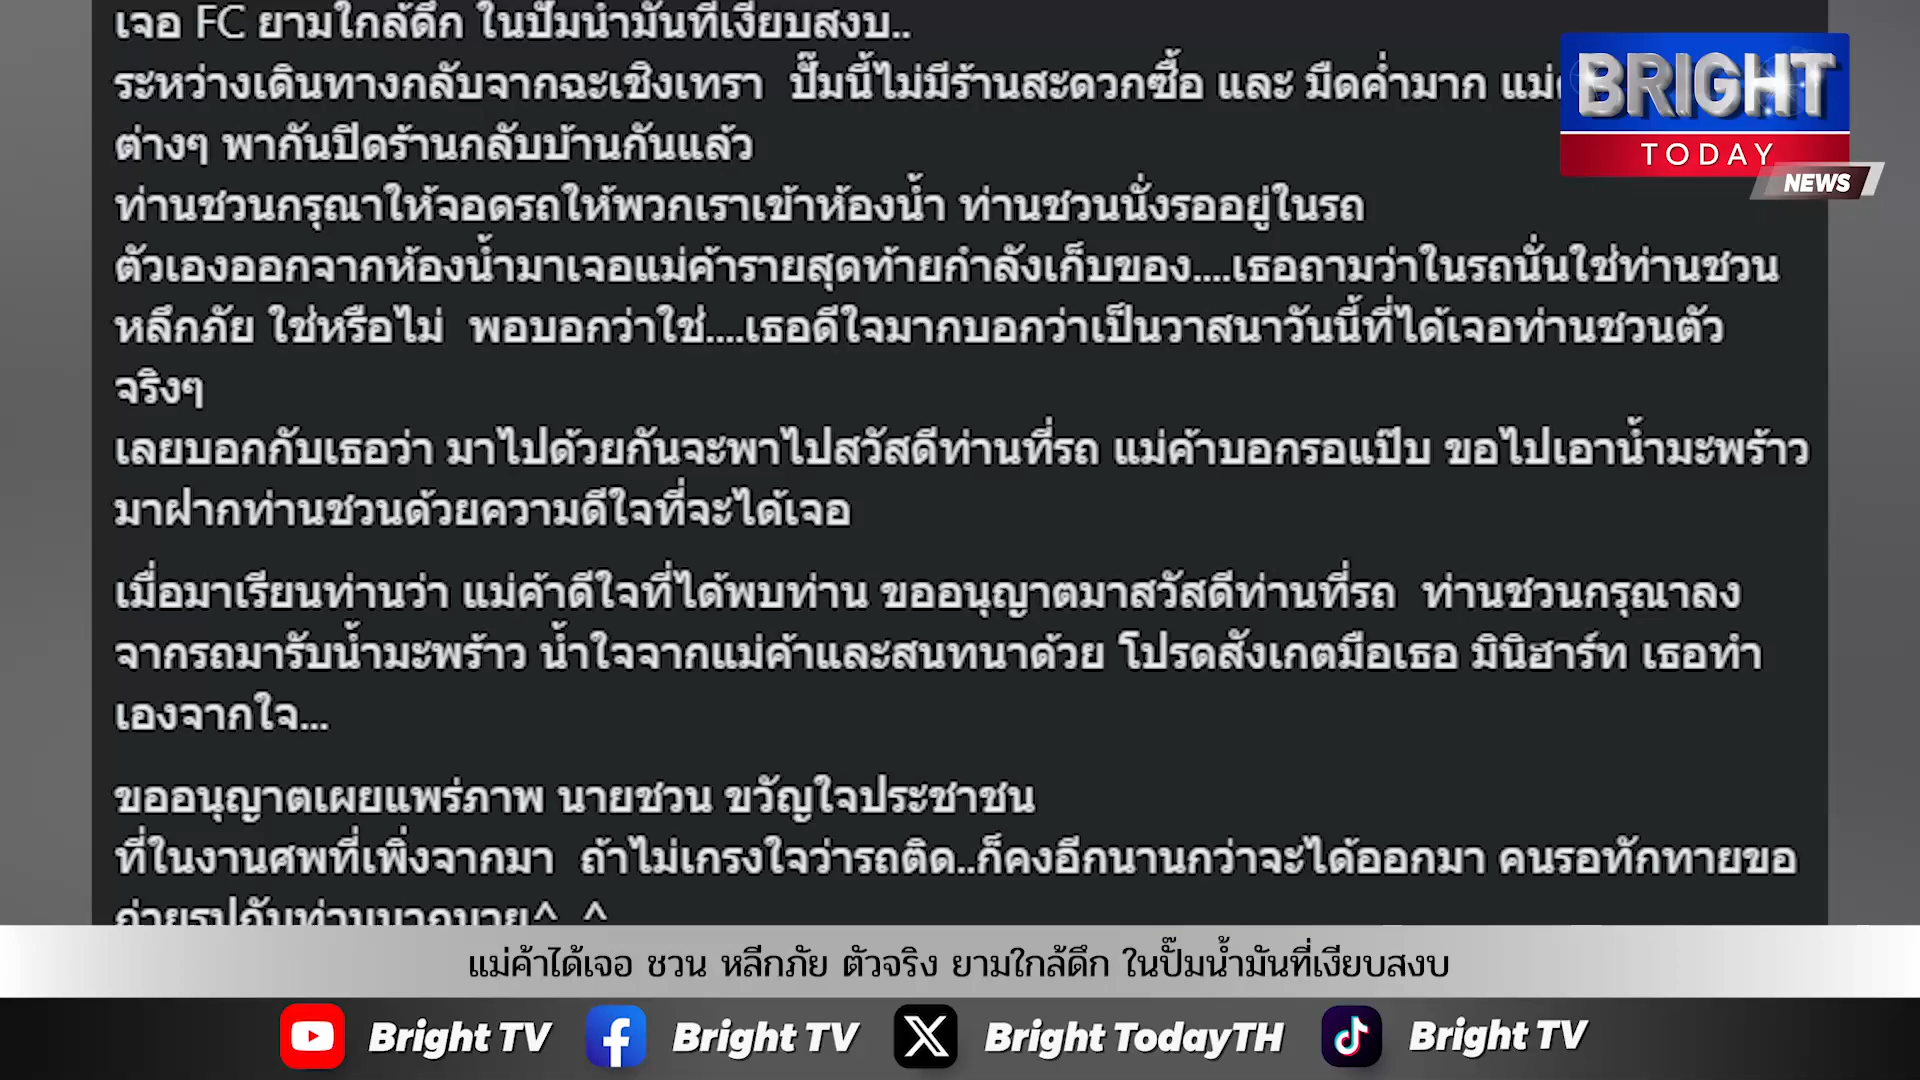 เจอ FC ยามใกล้ดึก ในปั๊มน้ำมันที่เงียบสงบ..
ระหว่างเดินทางกลับจากฉะเชิงเทรา ปั๊มนี้ไม่มีร้านสะดวกซื้อ และ มืดค่ำมาก
ต่างๆ พากันปิดร้านกลับบ้านกันแล้ว
ท่านชวนกรุณาให้จอดรถให้พวกเราเข้าห้องน้ำ ท่านชวนนั่งรออยู่ในรถ
ตัวเองออกจากห้องน้ำมาเจอแม่ค้ารายสุดท้ายกำลังเก็บของ....เธอถามว่าในรถนั่นใช่ท่านชวน
หลีกภัย ใช่หรือไม่ พอบอกว่าใช่....เธอดีใจมากบอกว่าเป็นวาสนาวันนี้ที่ได้เจอท่านชวนตัว
จริงๆ
เลยบอกกับเธอว่า มาไปด้วยกันจะพาไปสวัสดีท่านที่รถ แม่ค้าบอกรอแป๊บ ขอไปเอาน้ำมะพร้าว
มาฝากท่านชวนด้วยความดีใจที่จะได้เจอ
เมื่อมาเรียนท่านว่า แม่ค้าดีใจที่ได้พบท่าน ขออนุญาตมาสวัสดีท่านที่รถ ท่านชวนกรุณาลง
จากรถมารับน้ำมะพร้าว น้ำใจจากแม่ค้าและสนทนาด้วย โปรดสังเกตมือเธอ มินิฮาร์ท เธอทำ
เองจากใจ...
ขออนุญาตเผยแพร่ภาพ นายชวน ขวัญใจประชาชน
ที่ในงานศพที่เพิ่งจากมา ถ้าไม่เกรงใจว่ารถติด..ก็คงอีกนานกว่าจะได้ออกมา คนรอทักทายขอ
ถ่ายรูปกับท่านมากมาย^_^
BRIGHT
TODAY
NEWS
แม่ค้าได้เจอ ชวน หลีกภัย ตัวจริง ยามใกล้ดึก ในปั๊มน้ำมันที่เงียบสงบ
Bright TV Bright TV Bright TodayTH Bright TV